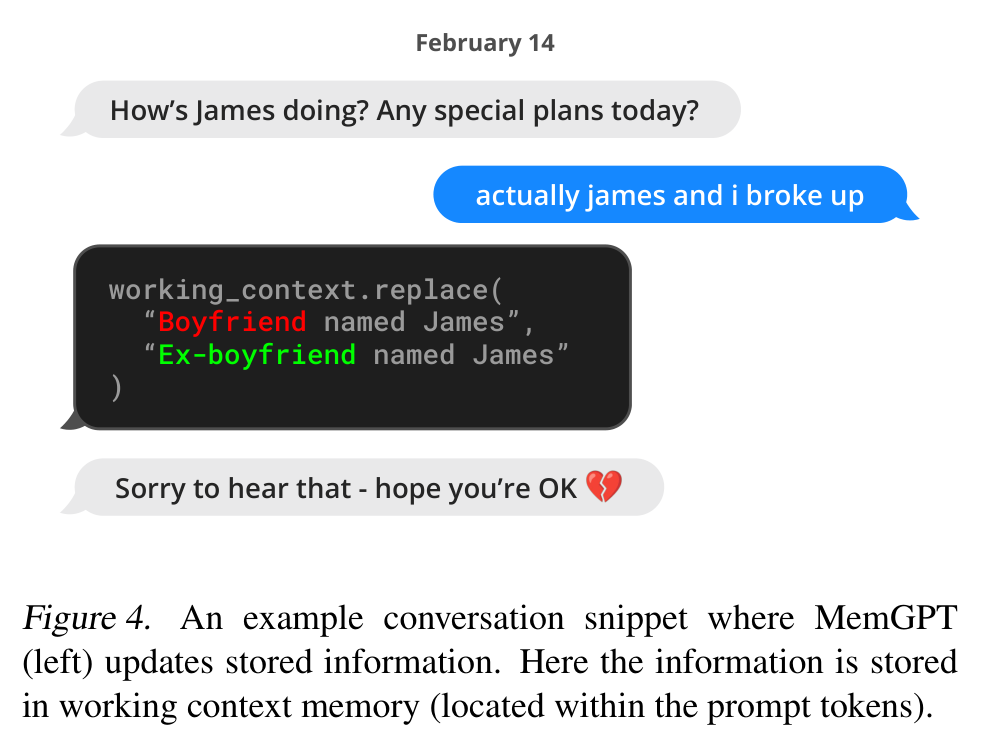 February 14
How’s James doing? Any special plans today?
actually james and i broke up
working_context.replace(
“Boyfriend named James”,
“Ex-boyfriend named James”
)
Sorry to hear that - hope you’re OK 💔
Figure 4. An example conversation snippet where MemGPT
(left) updates stored information. Here the information is stored
in working context memory (located within the prompt tokens).